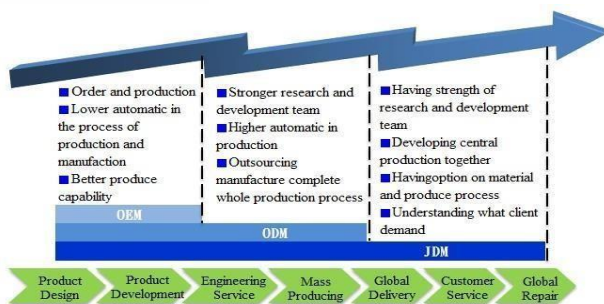 Order and production
Lower automatic in
the process of
production and
manufaction
Better produce
capability
Stronger research and
development team
Higher automatic in
production
Outsourcing
manufacture complete
whole production process
Having strength of
research and development
team
Developing central
production together
Havingoption on material
and produce process
Understanding what client
demand
OEM
ODM
JDM
Product
Design
Product
Development
Engineering
Service
Mass
Producing
Global
Delivery
Customer
Service
Global
Repair